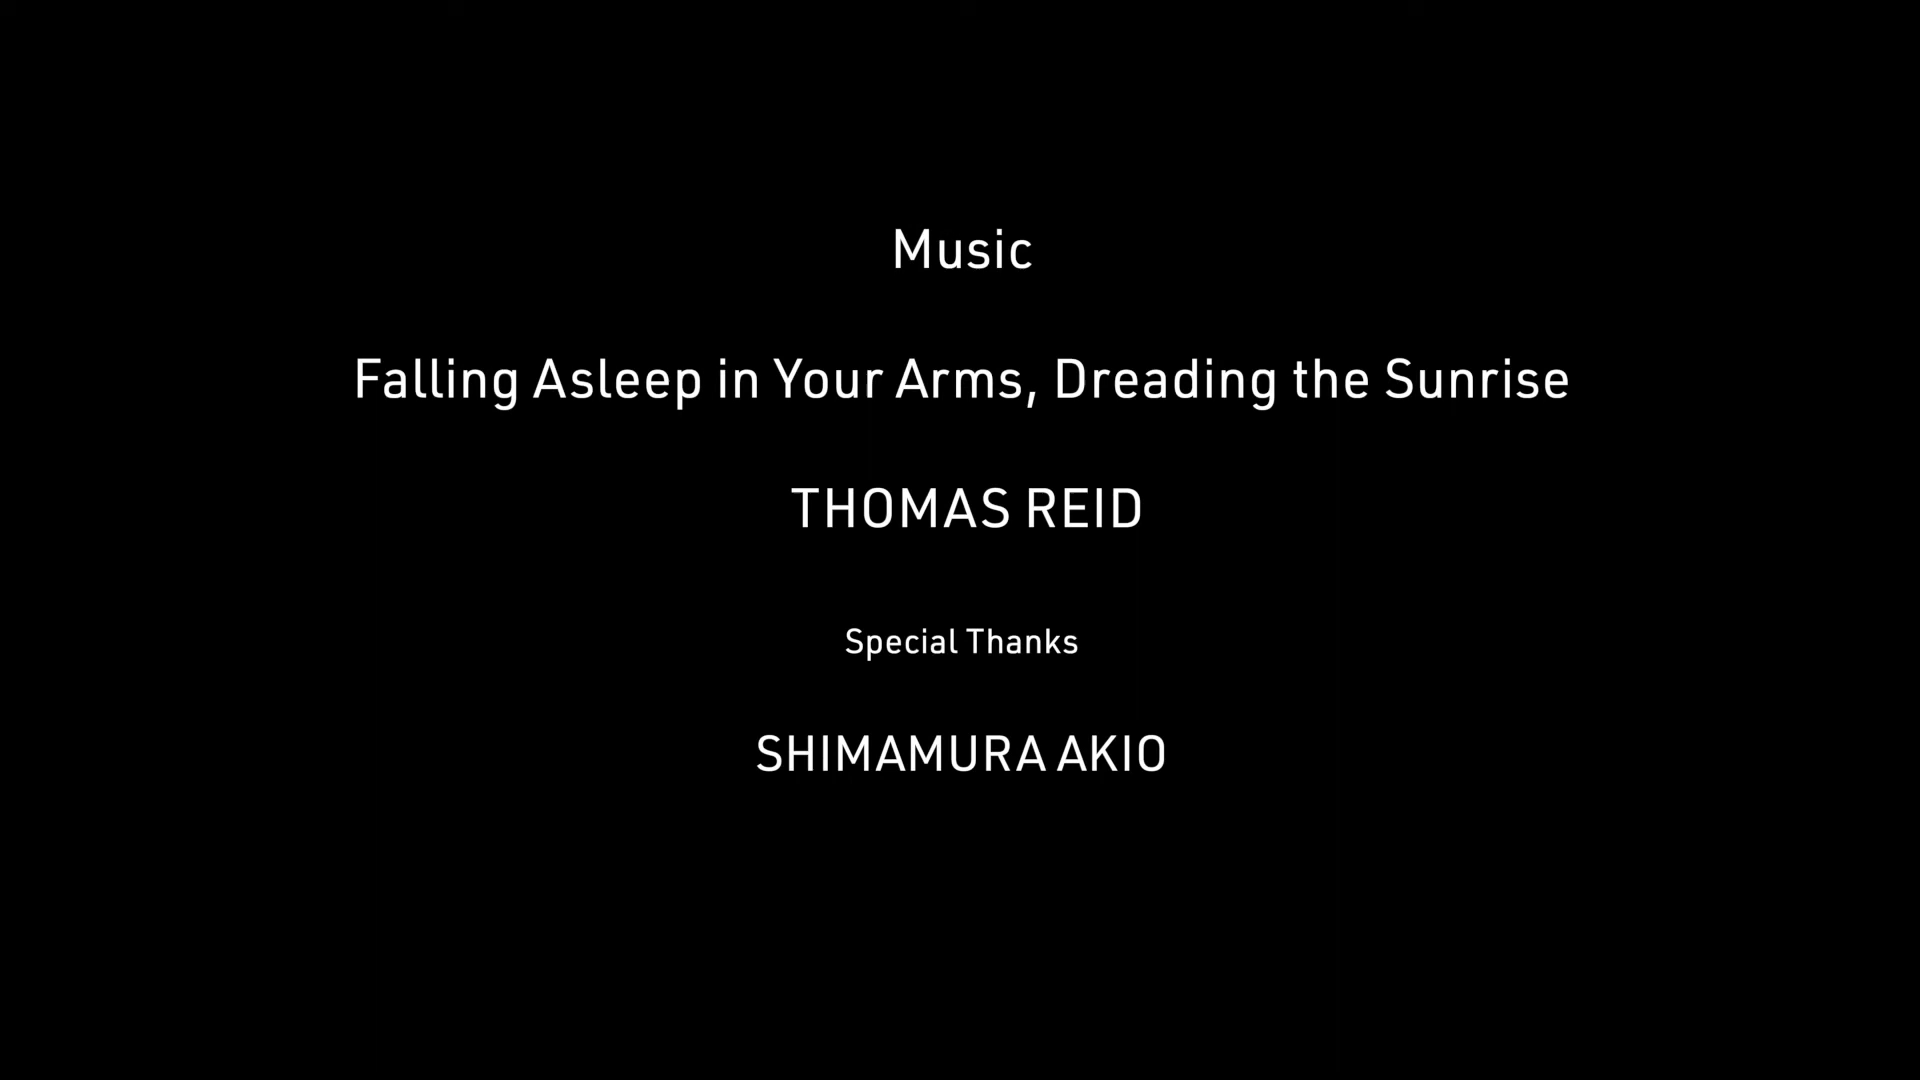 Music
Falling Asleep in Your Arms, Dreading the Sunrise
THOMAS REID
Special Thanks
SHIMAMURA AKIO